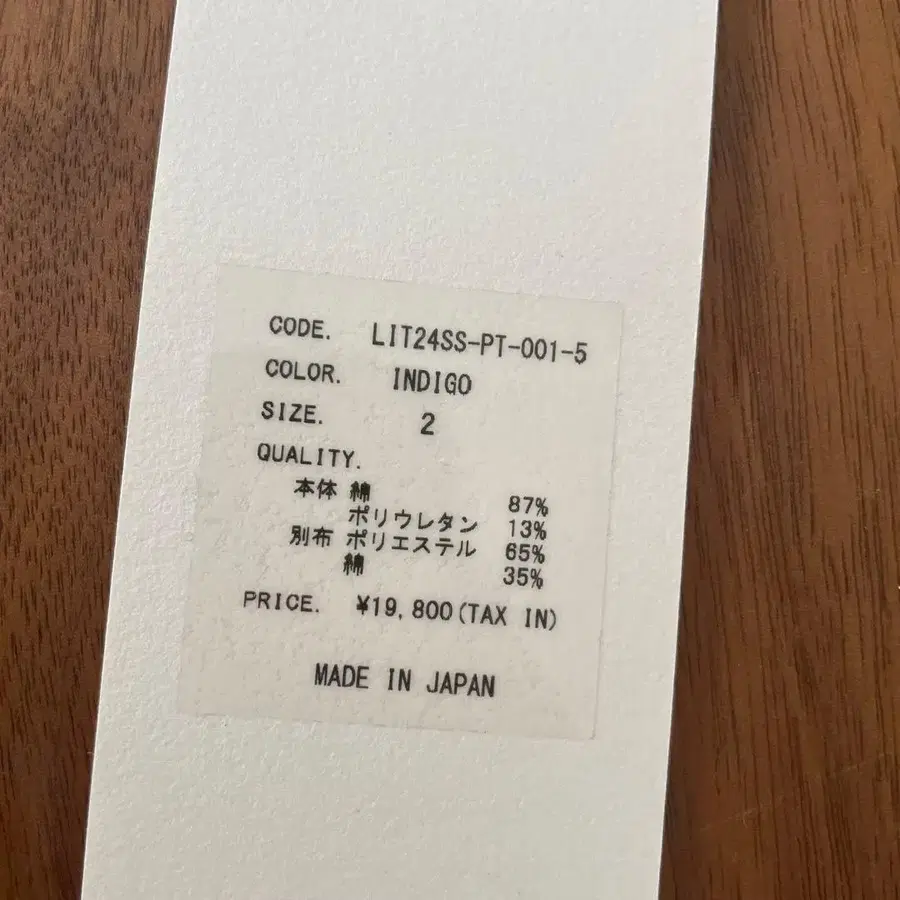 CODE. LIT24SS-PT-001-5
COLOR. INDIGO
SIZE. 2
QUALITY.
本体 綿 87%
ポリウレタン 13%
別布 ポリエステル 65%
綿 35%
PRICE. ¥19,800(TAX IN)
MADE IN JAPAN